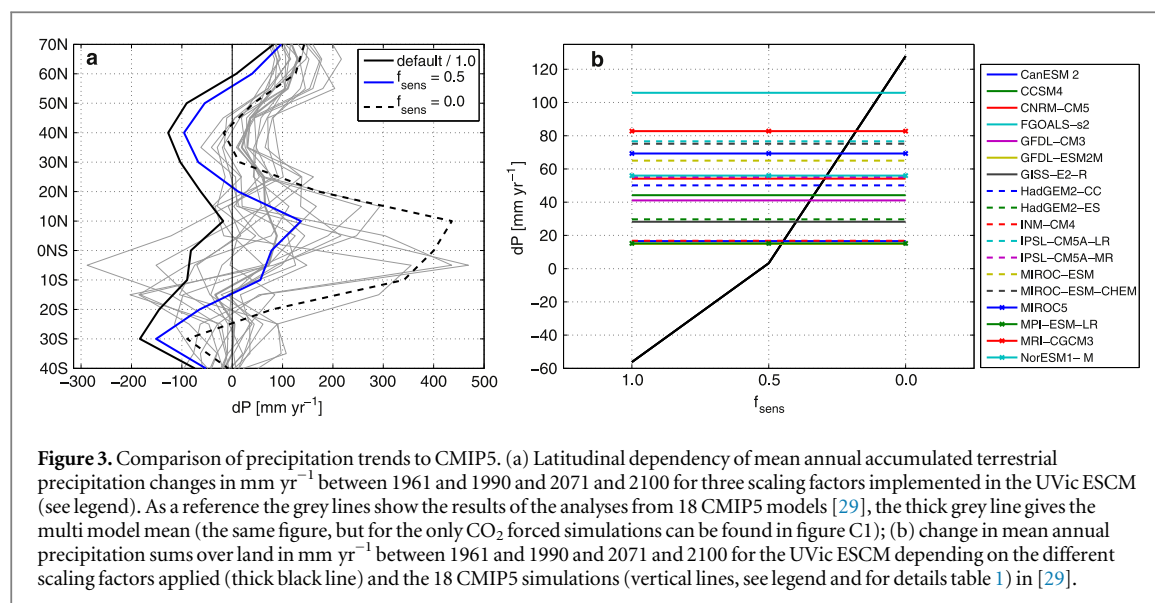 a
70N
60N
50N
40N
30N
20N
10N
0NS
10S
20S
30S
40S
−300
−200
−100
0
100
200
300
400
500
dP [mm yr−1]
default / 1.0
fsens = 0.5
fsens = 0.0
b
120
100
80
60
40
20
0
−20
−40
−60
dP [mm yr−1]
1.0
0.5
0.0
fsens
CanESM 2
CCSM4
CNRM−CM5
FGOALS−s2
GFDL−CM3
GFDL−ESM2M
GISS−E2−R
HadGEM2−CC
HadGEM2−ES
INM−CM4
IPSL−CM5A−LR
IPSL−CM5A−MR
MIROC−ESM
MIROC−ESM−CHEM
MIROC5
MPI−ESM−LR
MRI−CGCM3
NorESM1− M
Figure 3. Comparison of precipitation trends to CMIP5. (a) Latitudinal dependency of mean annual accumulated terrestrial
precipitation changes in mm yr−1 between 1961 and 1990 and 2071 and 2100 for three scaling factors implemented in the UVic ESCM
(see legend). As a reference the grey lines show the results of the analyses from 18 CMIP5 models [29], the thick grey line gives the
multi model mean (the same figure, but for the only CO2 forced simulations can be found in figure C1); (b) change in mean annual
precipitation sums over land in mm yr−1 between 1961 and 1990 and 2071 and 2100 for the UVic ESCM depending on the different
scaling factors applied (thick black line) and the 18 CMIP5 simulations (vertical lines, see legend and for details table 1) in [29].